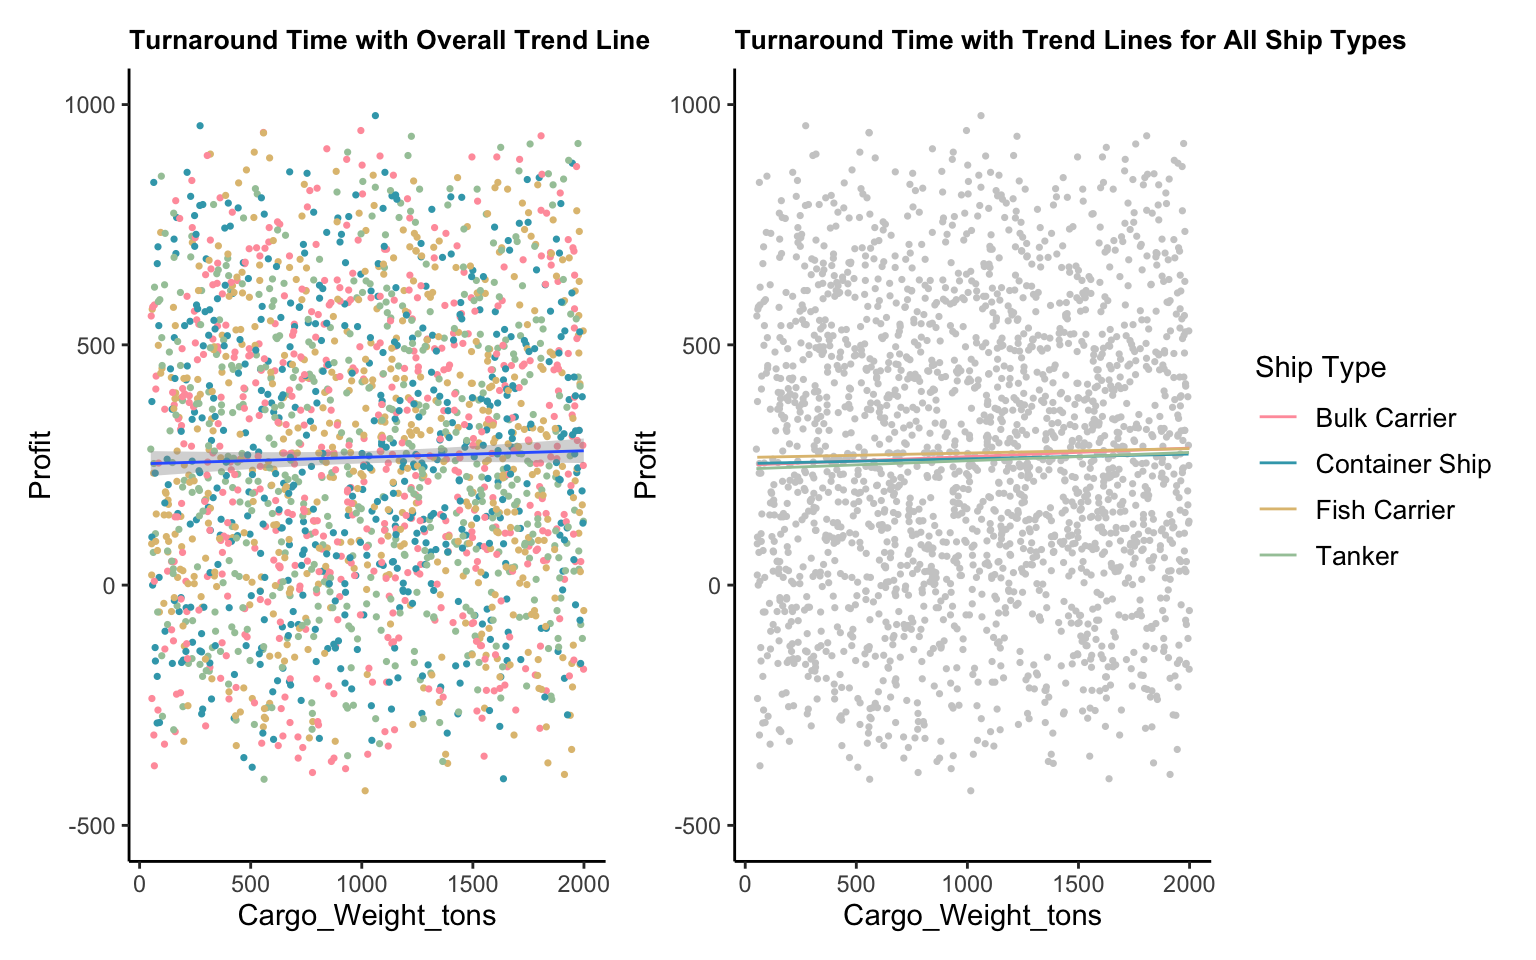 Turnaround Time with Overall Trend Line
1000
500
0
-500
Profit
0 500 1000 1500 2000
Cargo_Weight_tons
Turnaround Time with Trend Lines for All Ship Types
1000
500
0
-500
Profit
0 500 1000 1500 2000
Cargo_Weight_tons
Ship Type
Bulk Carrier
Container Ship
Fish Carrier
Tanker